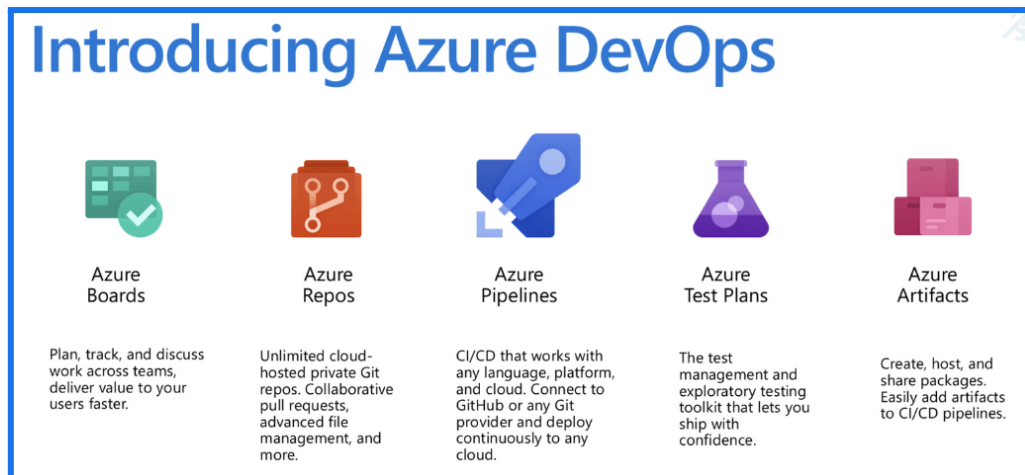 Introducing Azure DevOps
Azure
Boards
Plan, track, and discuss
work across teams,
deliver value to your
users faster.
Azure
Repos
Unlimited cloud-
hosted private Git
repos. Collaborative
pull requests,
advanced file
management, and
more.
Azure
Pipelines
CI/CD that works with
any language, platform,
and cloud. Connect to
GitHub or any Git
provider and deploy
continuously to any
cloud.
Azure
Test Plans
The test
management and
exploratory testing
toolkit that lets you
ship with
confidence.
Azure
Artifacts
Create, host, and
share packages.
Easily add artifacts
to CI/CD pipelines.